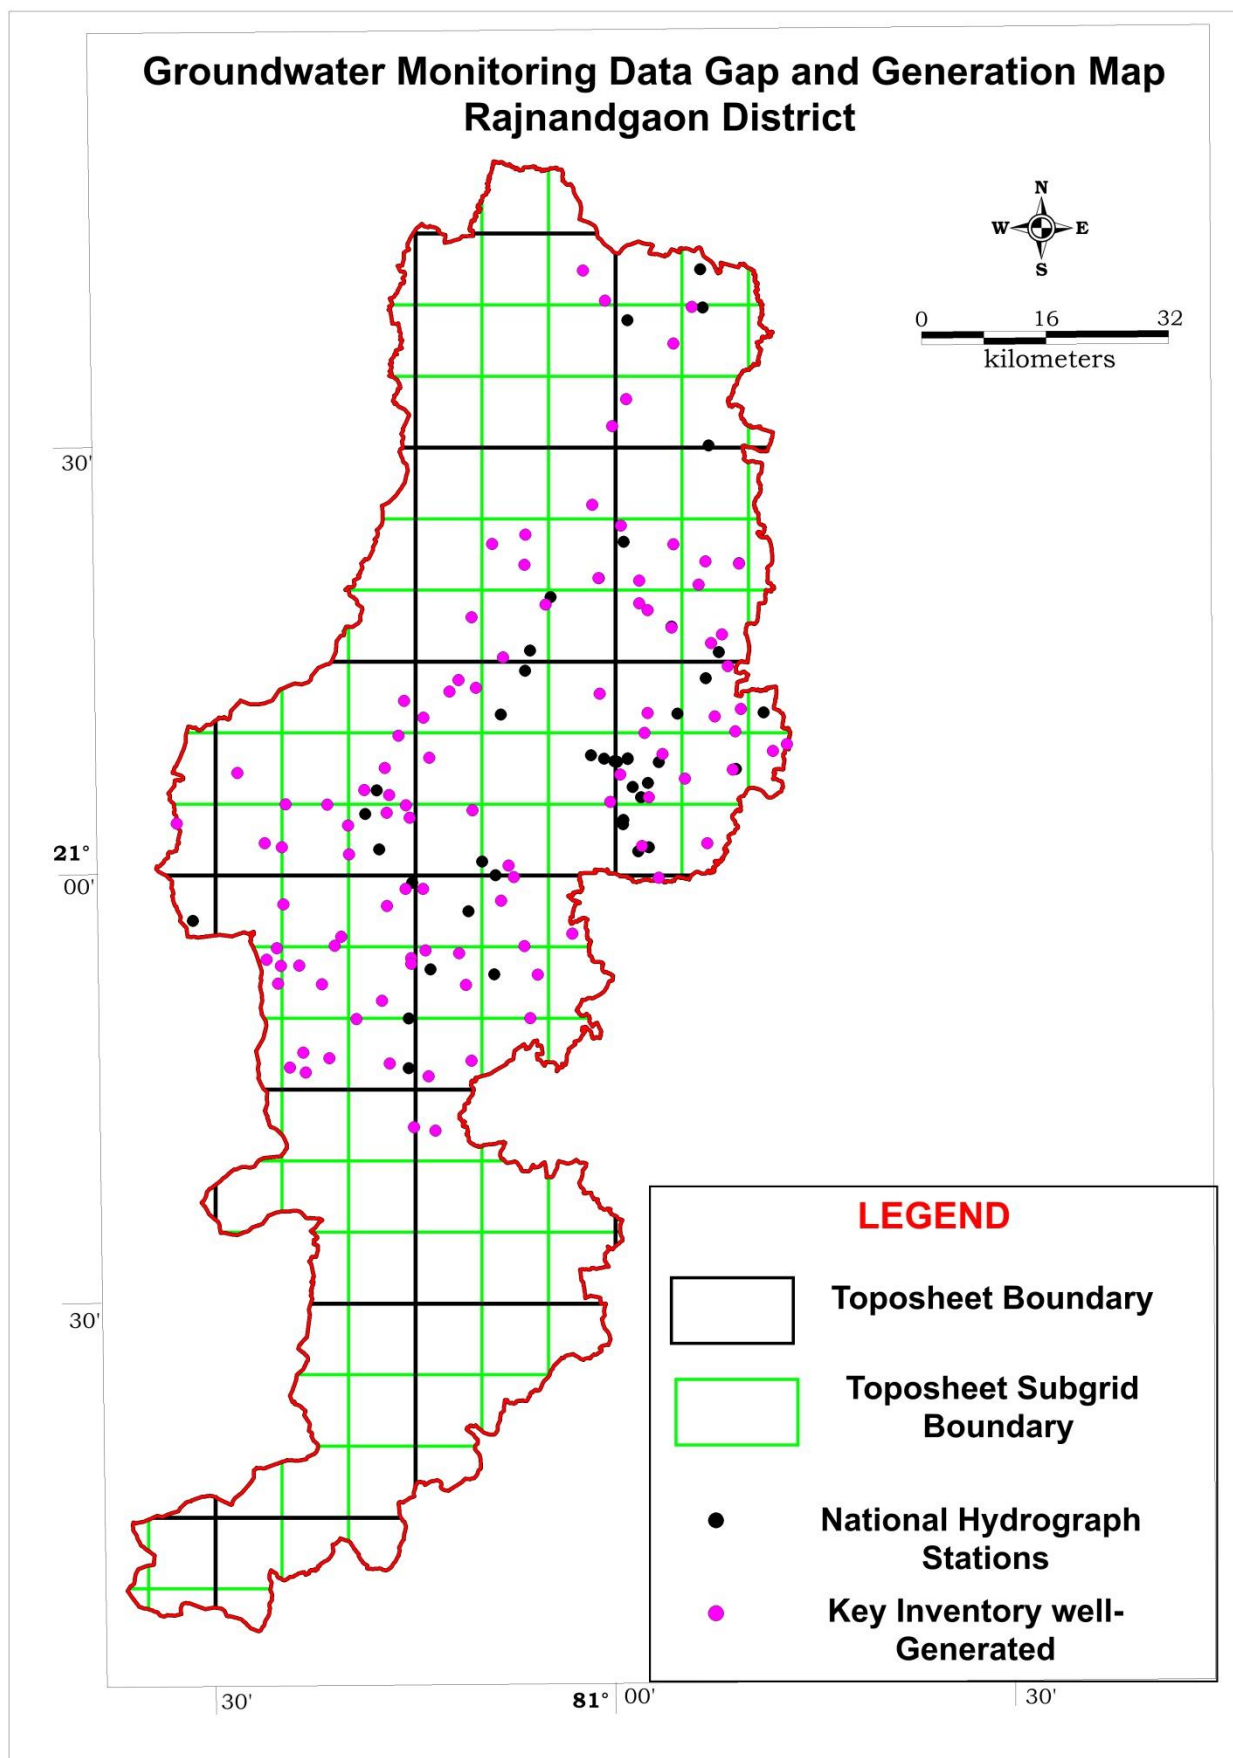 Groundwater Monitoring Data Gap and Generation Map
Rajnandgaon District
N
W E
S
0 16 32
kilometers
30'
21°
00'
30'
LEGEND
Toposheet Boundary
Toposheet Subgrid
Boundary
National Hydrograph
Stations
Key Inventory well-
Generated
30' 81° 00' 30'